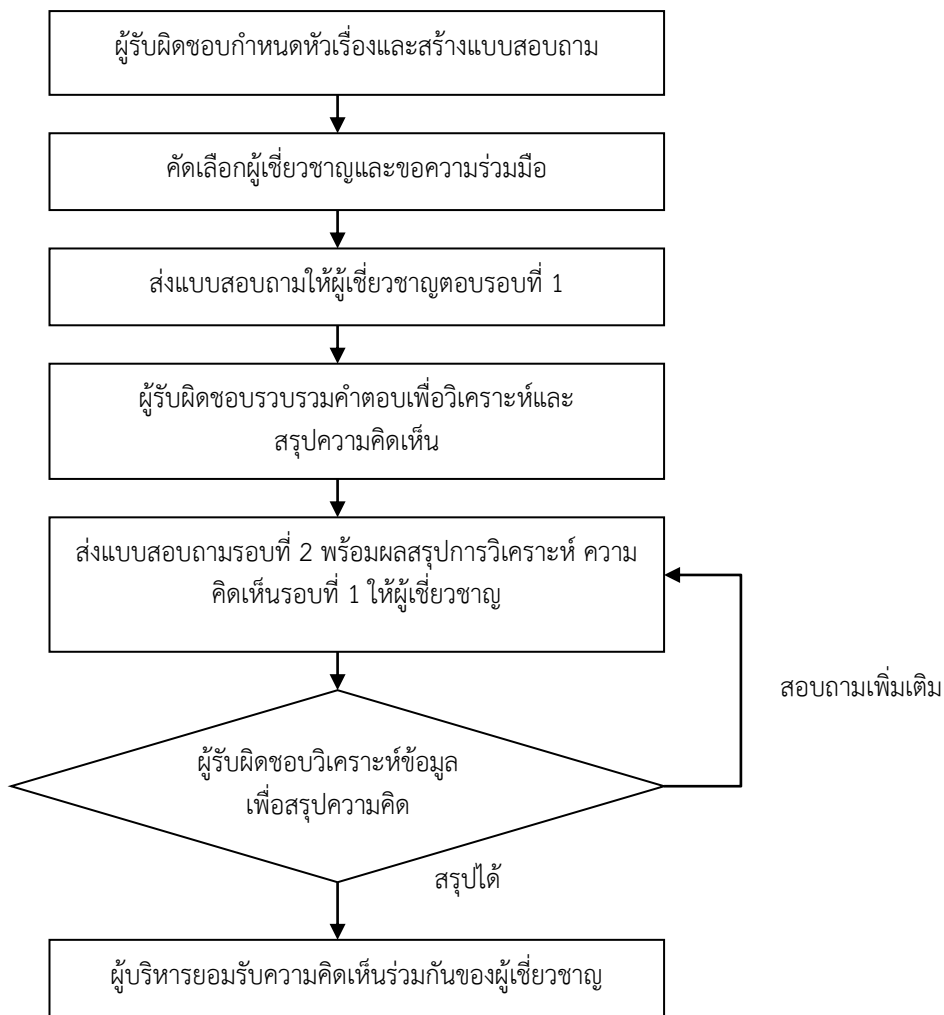 ผู้รับผิดชอบกำหนดหัวเรื่องและสร้างแบบสอบถาม
คัดเลือกผู้เชี่ยวชาญและขอความร่วมมือ
ส่งแบบสอบถามให้ผู้เชี่ยวชาญตอบรอบที่ 1
ผู้รับผิดชอบรวบรวมคำตอบเพื่อวิเคราะห์และ
สรุปความคิดเห็น
ส่งแบบสอบถามรอบที่ 2 พร้อมผลสรุปการวิเคราะห์ ความ
คิดเห็นรอบที่ 1 ให้ผู้เชี่ยวชาญ
สอบถามเพิ่มเติม
ผู้รับผิดชอบวิเคราะห์ข้อมูล
เพื่อสรุปความคิด
สรุปได้
ผู้บริหารยอมรับความคิดเห็นร่วมกันของผู้เชี่ยวชาญ